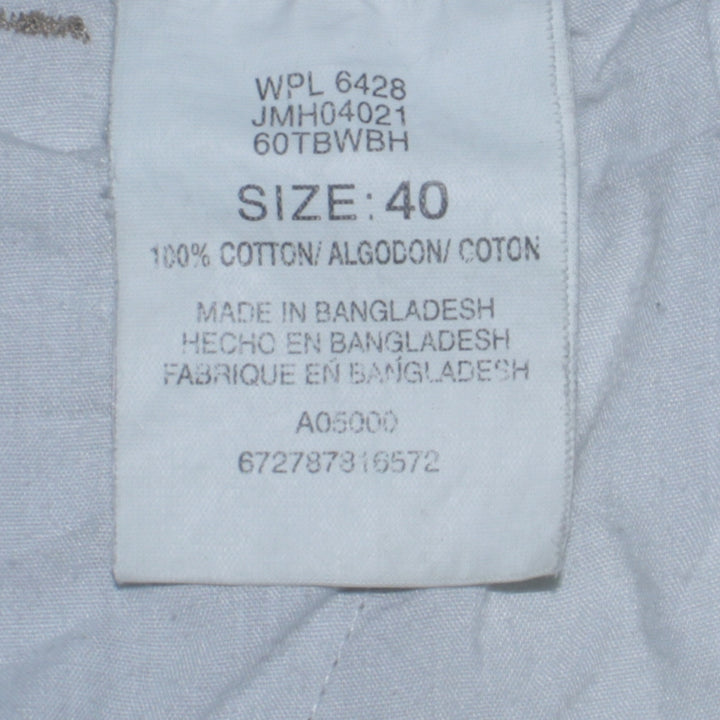 WPL 6428
JMH04021
60TBWBH
SIZE: 40
100% COTTON/ ALGODON/ COTON
MADE IN BANGLADESH
HECHO EN BANGLADESH
FABRIQUE EN BANGLADESH
A05000
672787816572